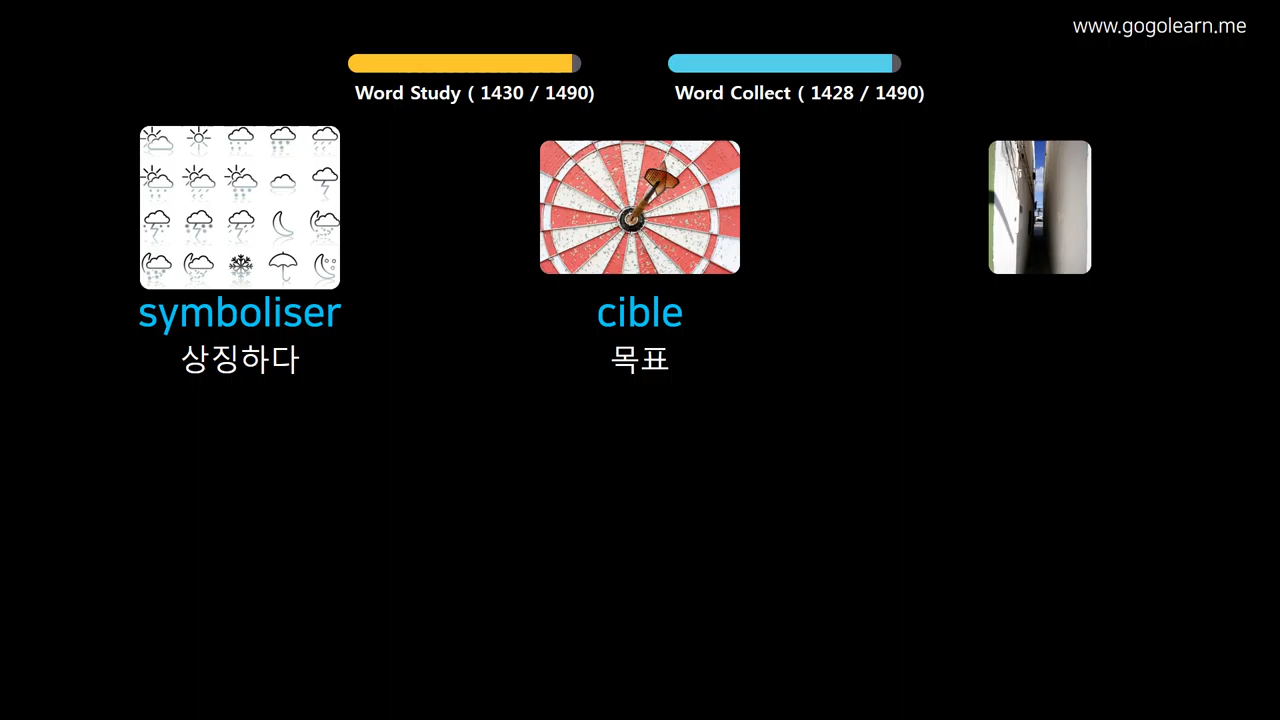 www.gogolearn.me
Word Study ( 1430 / 1490)
Word Collect ( 1428 / 1490)
symboliser
상징하다
cible
목표